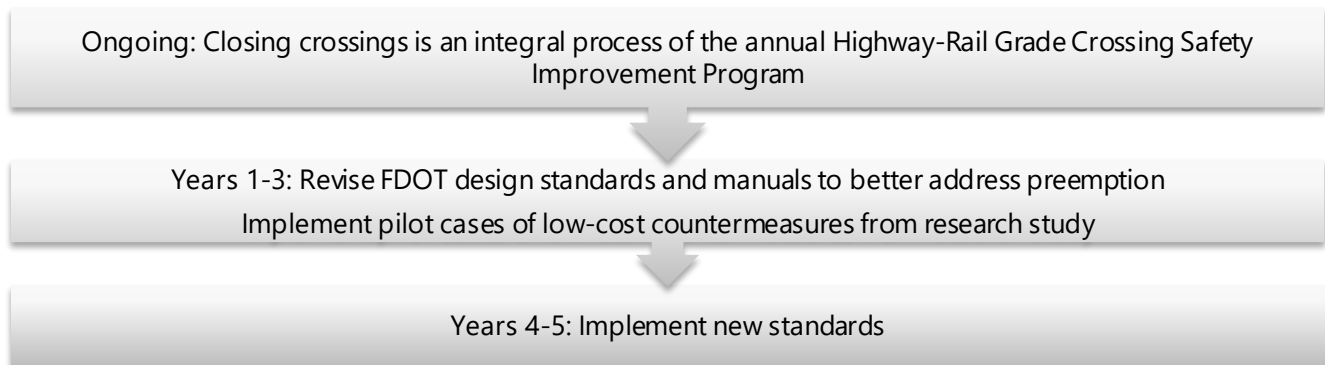 Ongoing: Closing crossings is an integral process of the annual Highway-Rail Grade Crossing Safety
Improvement Program
Years 1-3: Revise FDOT design standards and manuals to better address preemption
Implement pilot cases of low-cost countermeasures from research study
Years 4-5: Implement new standards